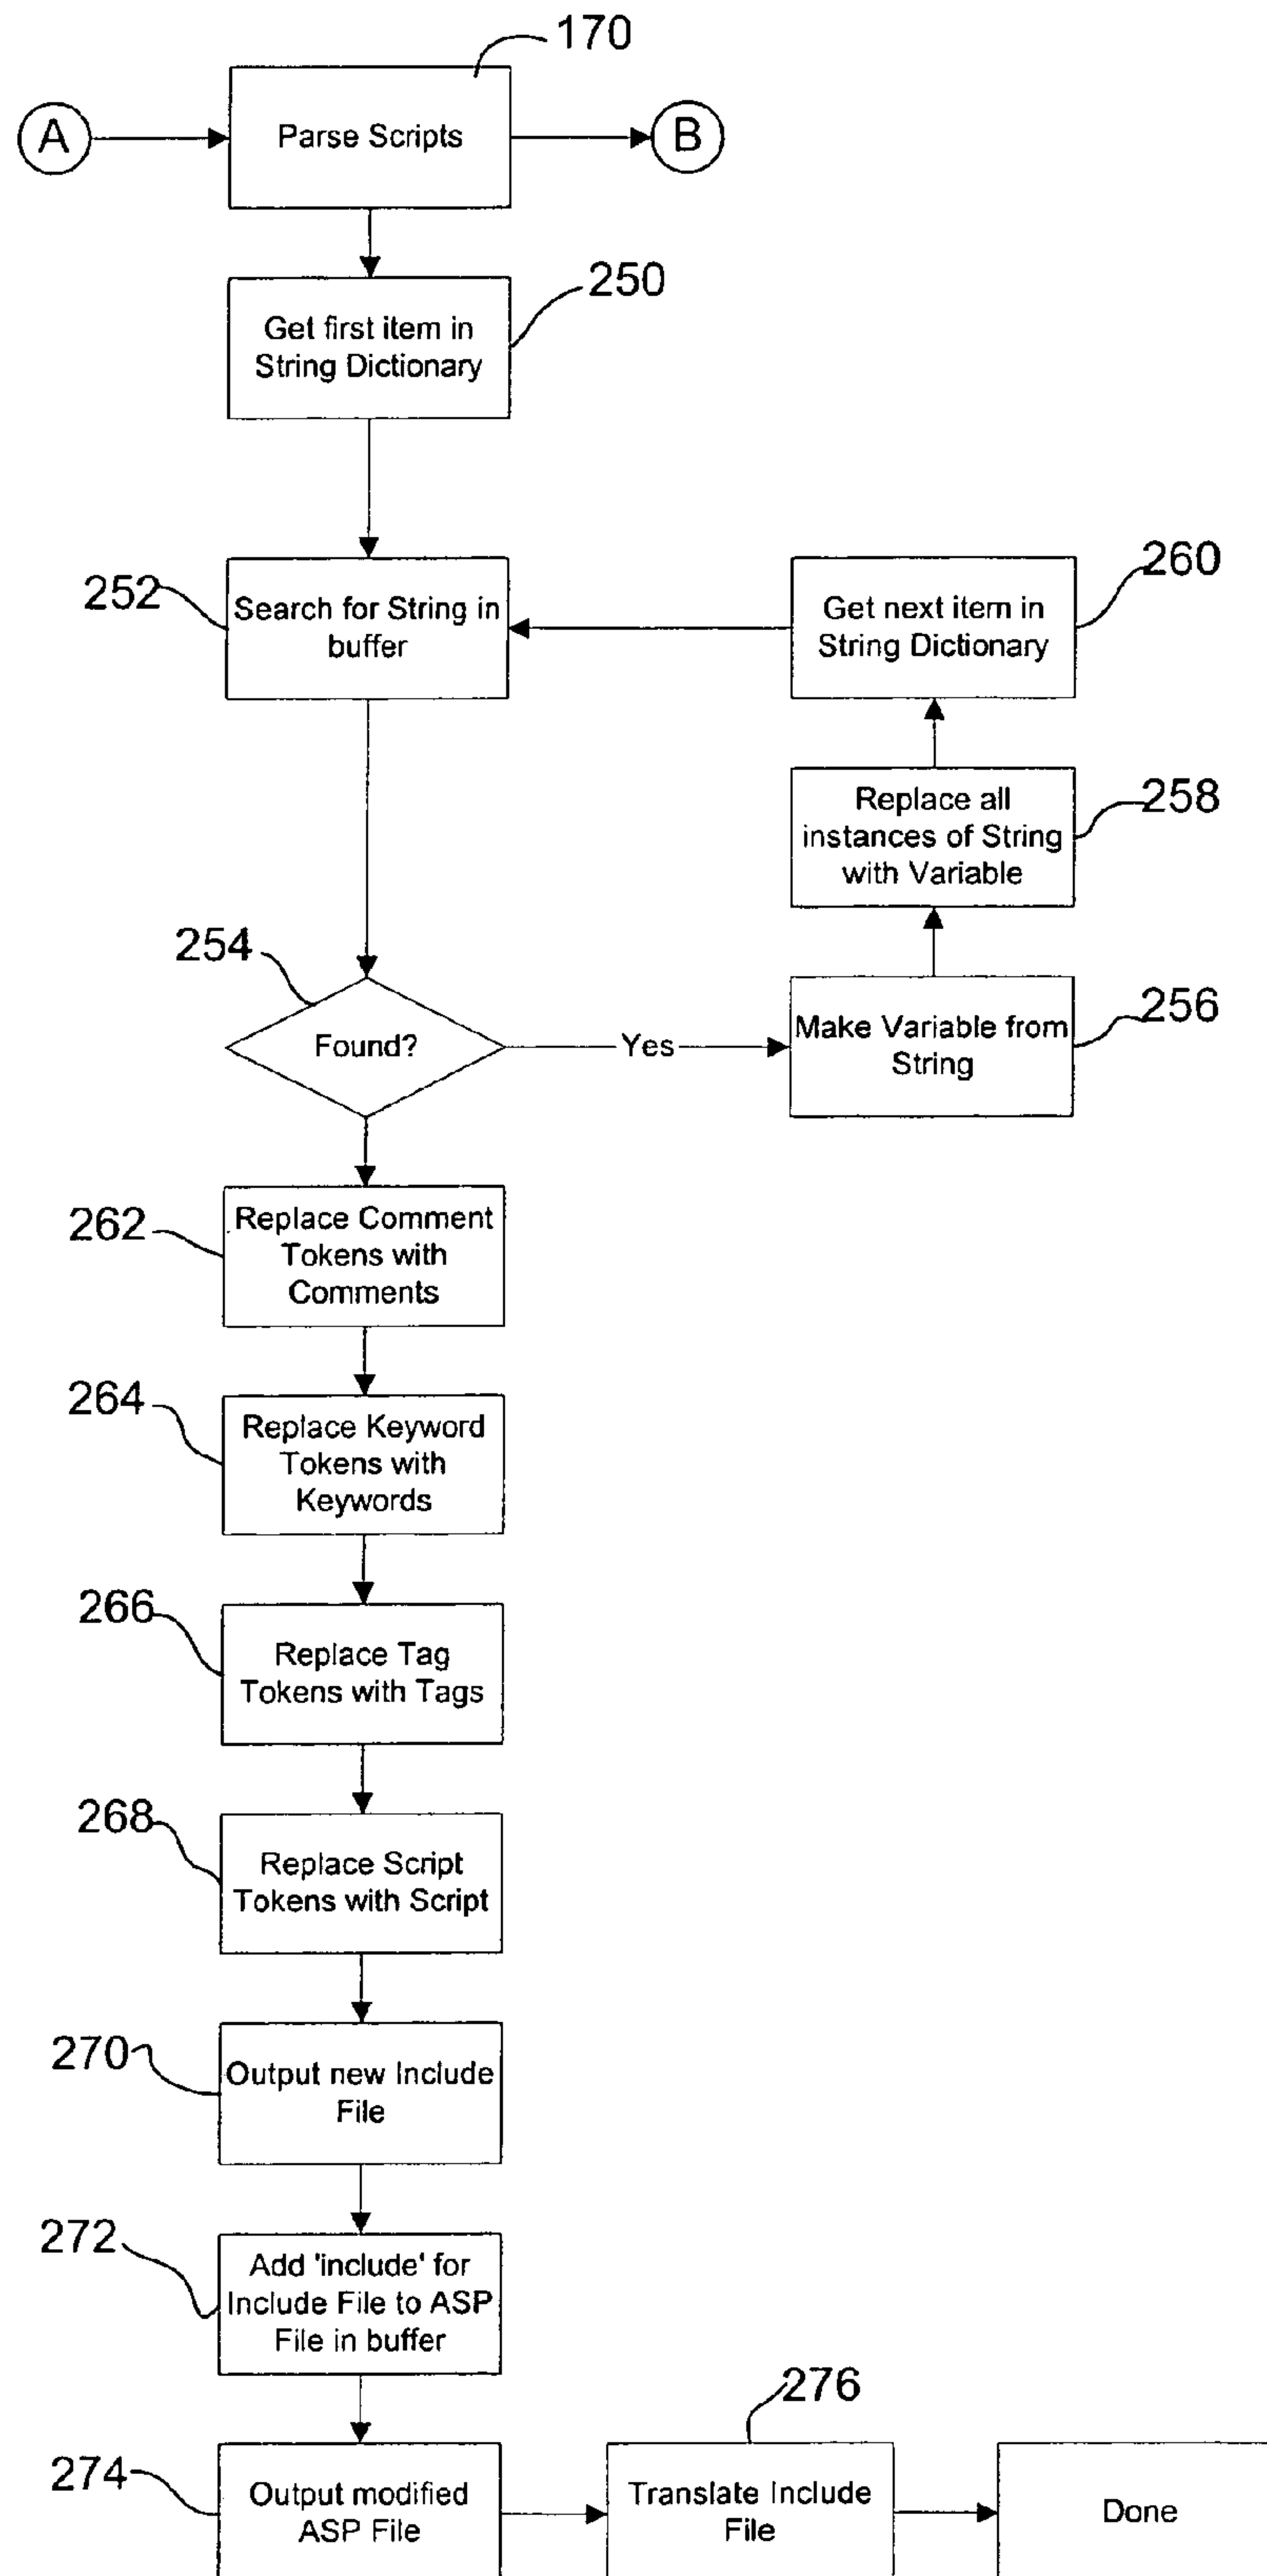 170
A
Parse Scripts
B
250
Get first item in
String Dictionary
252
Search for String in
buffer
260
Get next item in
String Dictionary
258
Replace all
instances of String
with Variable
254
Found?
Yes
256
Make Variable from
String
262
Replace Comment
Tokens with
Comments
264
Replace Keyword
Tokens with
Keywords
266
Replace Tag
Tokens with Tags
268
Replace Script
Tokens with Script
270
Output new Include
File
272
Add 'include' for
Include File to ASP
File in buffer
274
Output modified
ASP File
276
Translate Include
File
Done